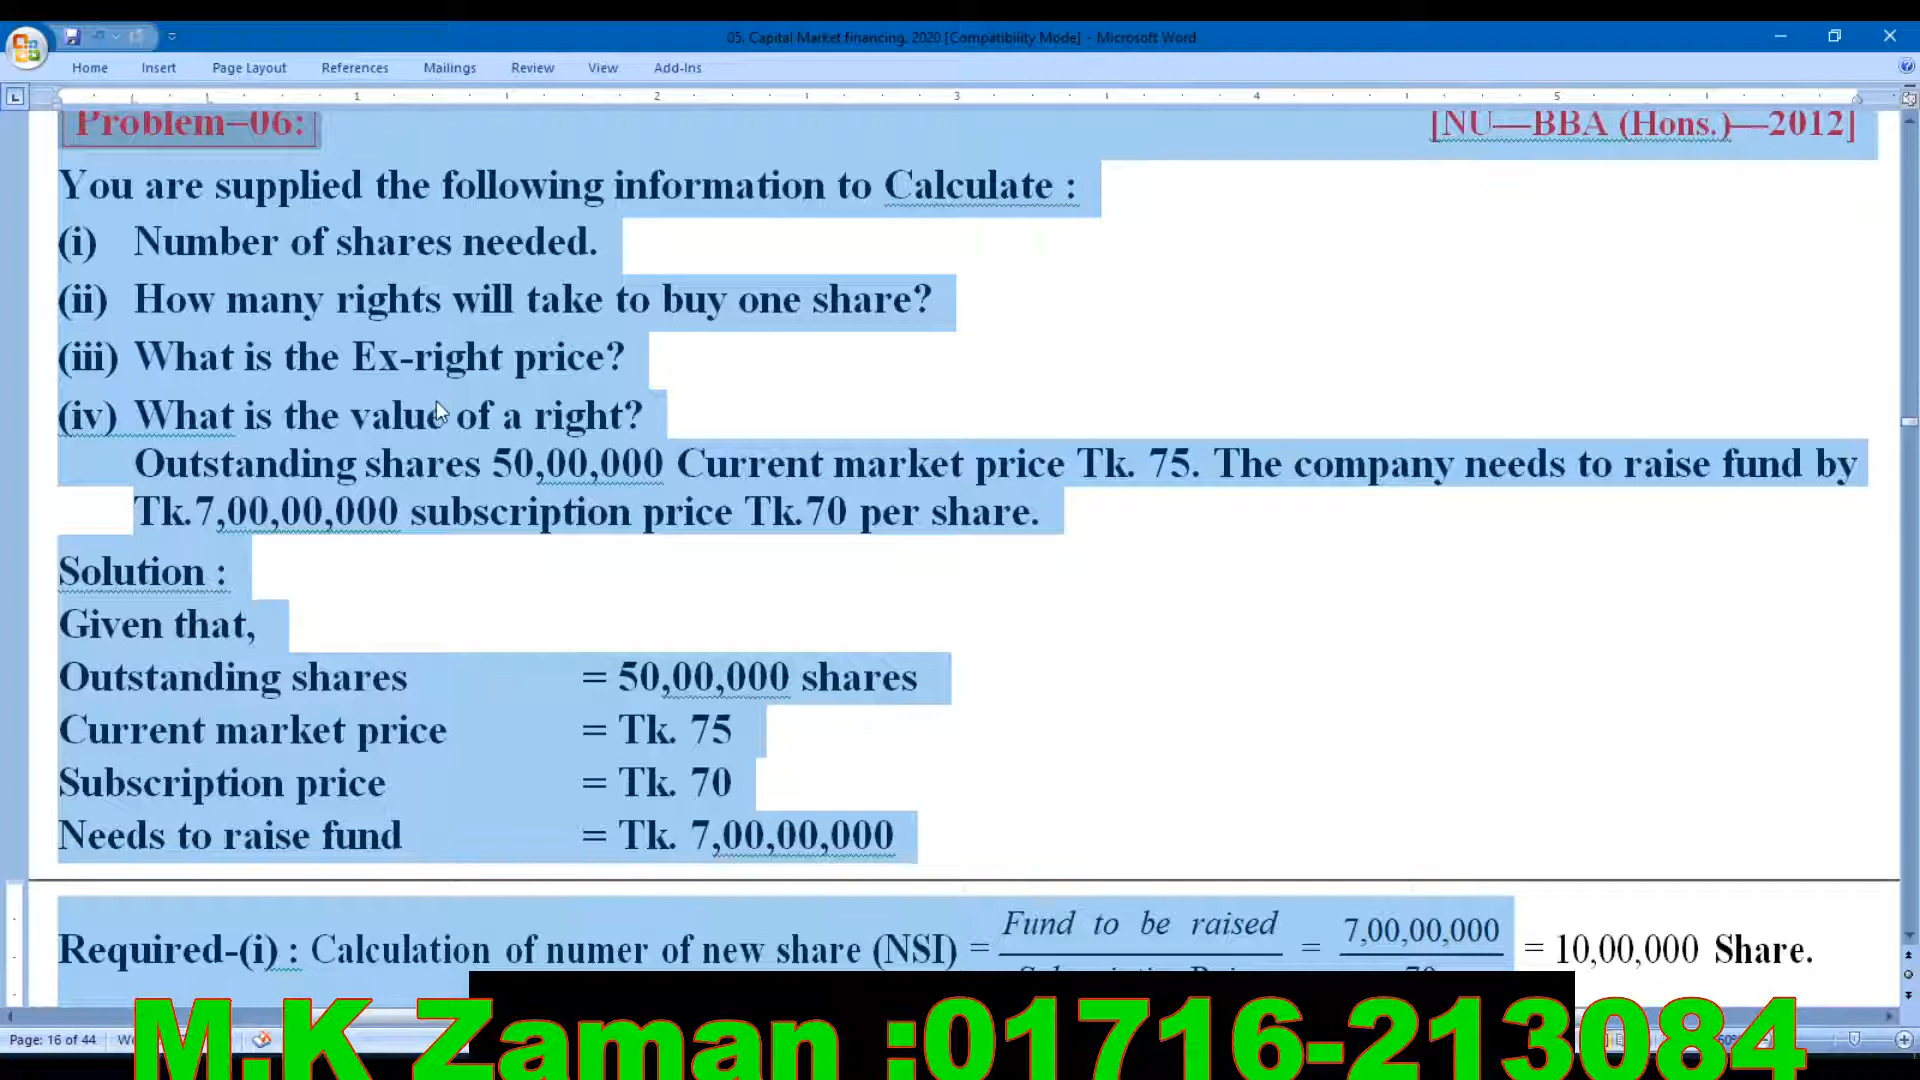 05. Capital Market financing, 2020 [Compatibility Mode] - Microsoft Word
Home Insert Page Layout References Mailings Review View Add-Ins
1 2 3 4 5
Problem–06: [NU—BBA (Hons.)—2012]
You are supplied the following information to Calculate :
(i) Number of shares needed.
(ii) How many rights will take to buy one share?
(iii) What is the Ex-right price?
(iv) What is the value of a right?
Outstanding shares 50,00,000 Current market price Tk. 75. The company needs to raise fund by
Tk.7,00,00,000 subscription price Tk.70 per share.
Solution :
Given that,
Outstanding shares = 50,00,000 shares
Current market price = Tk. 75
Subscription price = Tk. 70
Needs to raise fund = Tk. 7,00,00,000
Required-(i) : Calculation of numer of new share (NSI) = Fund to be raised = 7,00,00,000 = 10,00,000 Share.
Page: 16 of 44
M.K Zaman :01716-213084